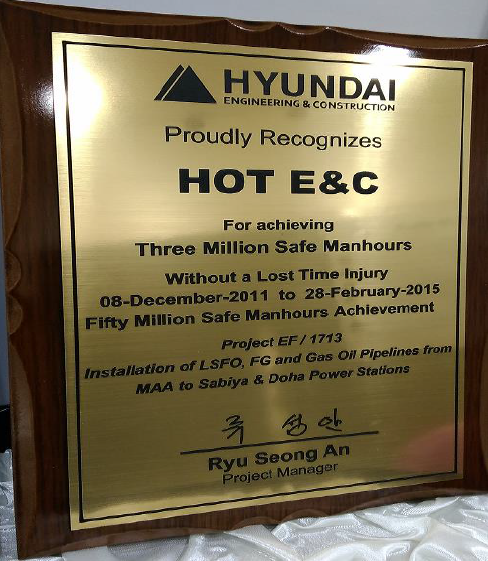 HYUNDAI
ENGINEERING & CONSTRUCTION
Proudly Recognizes
HOT E&C
For achieving
Three Million Safe Manhours
Without a Lost Time Injury
08-December-2011 to 28-February-2015
Fifty Million Safe Manhours Achievement
Project EF / 1713
Installation of LSFO, FG and Gas Oil Pipelines from
MAA to Sabiya & Doha Power Stations
류 성 안
Ryu Seong An
Project Manager